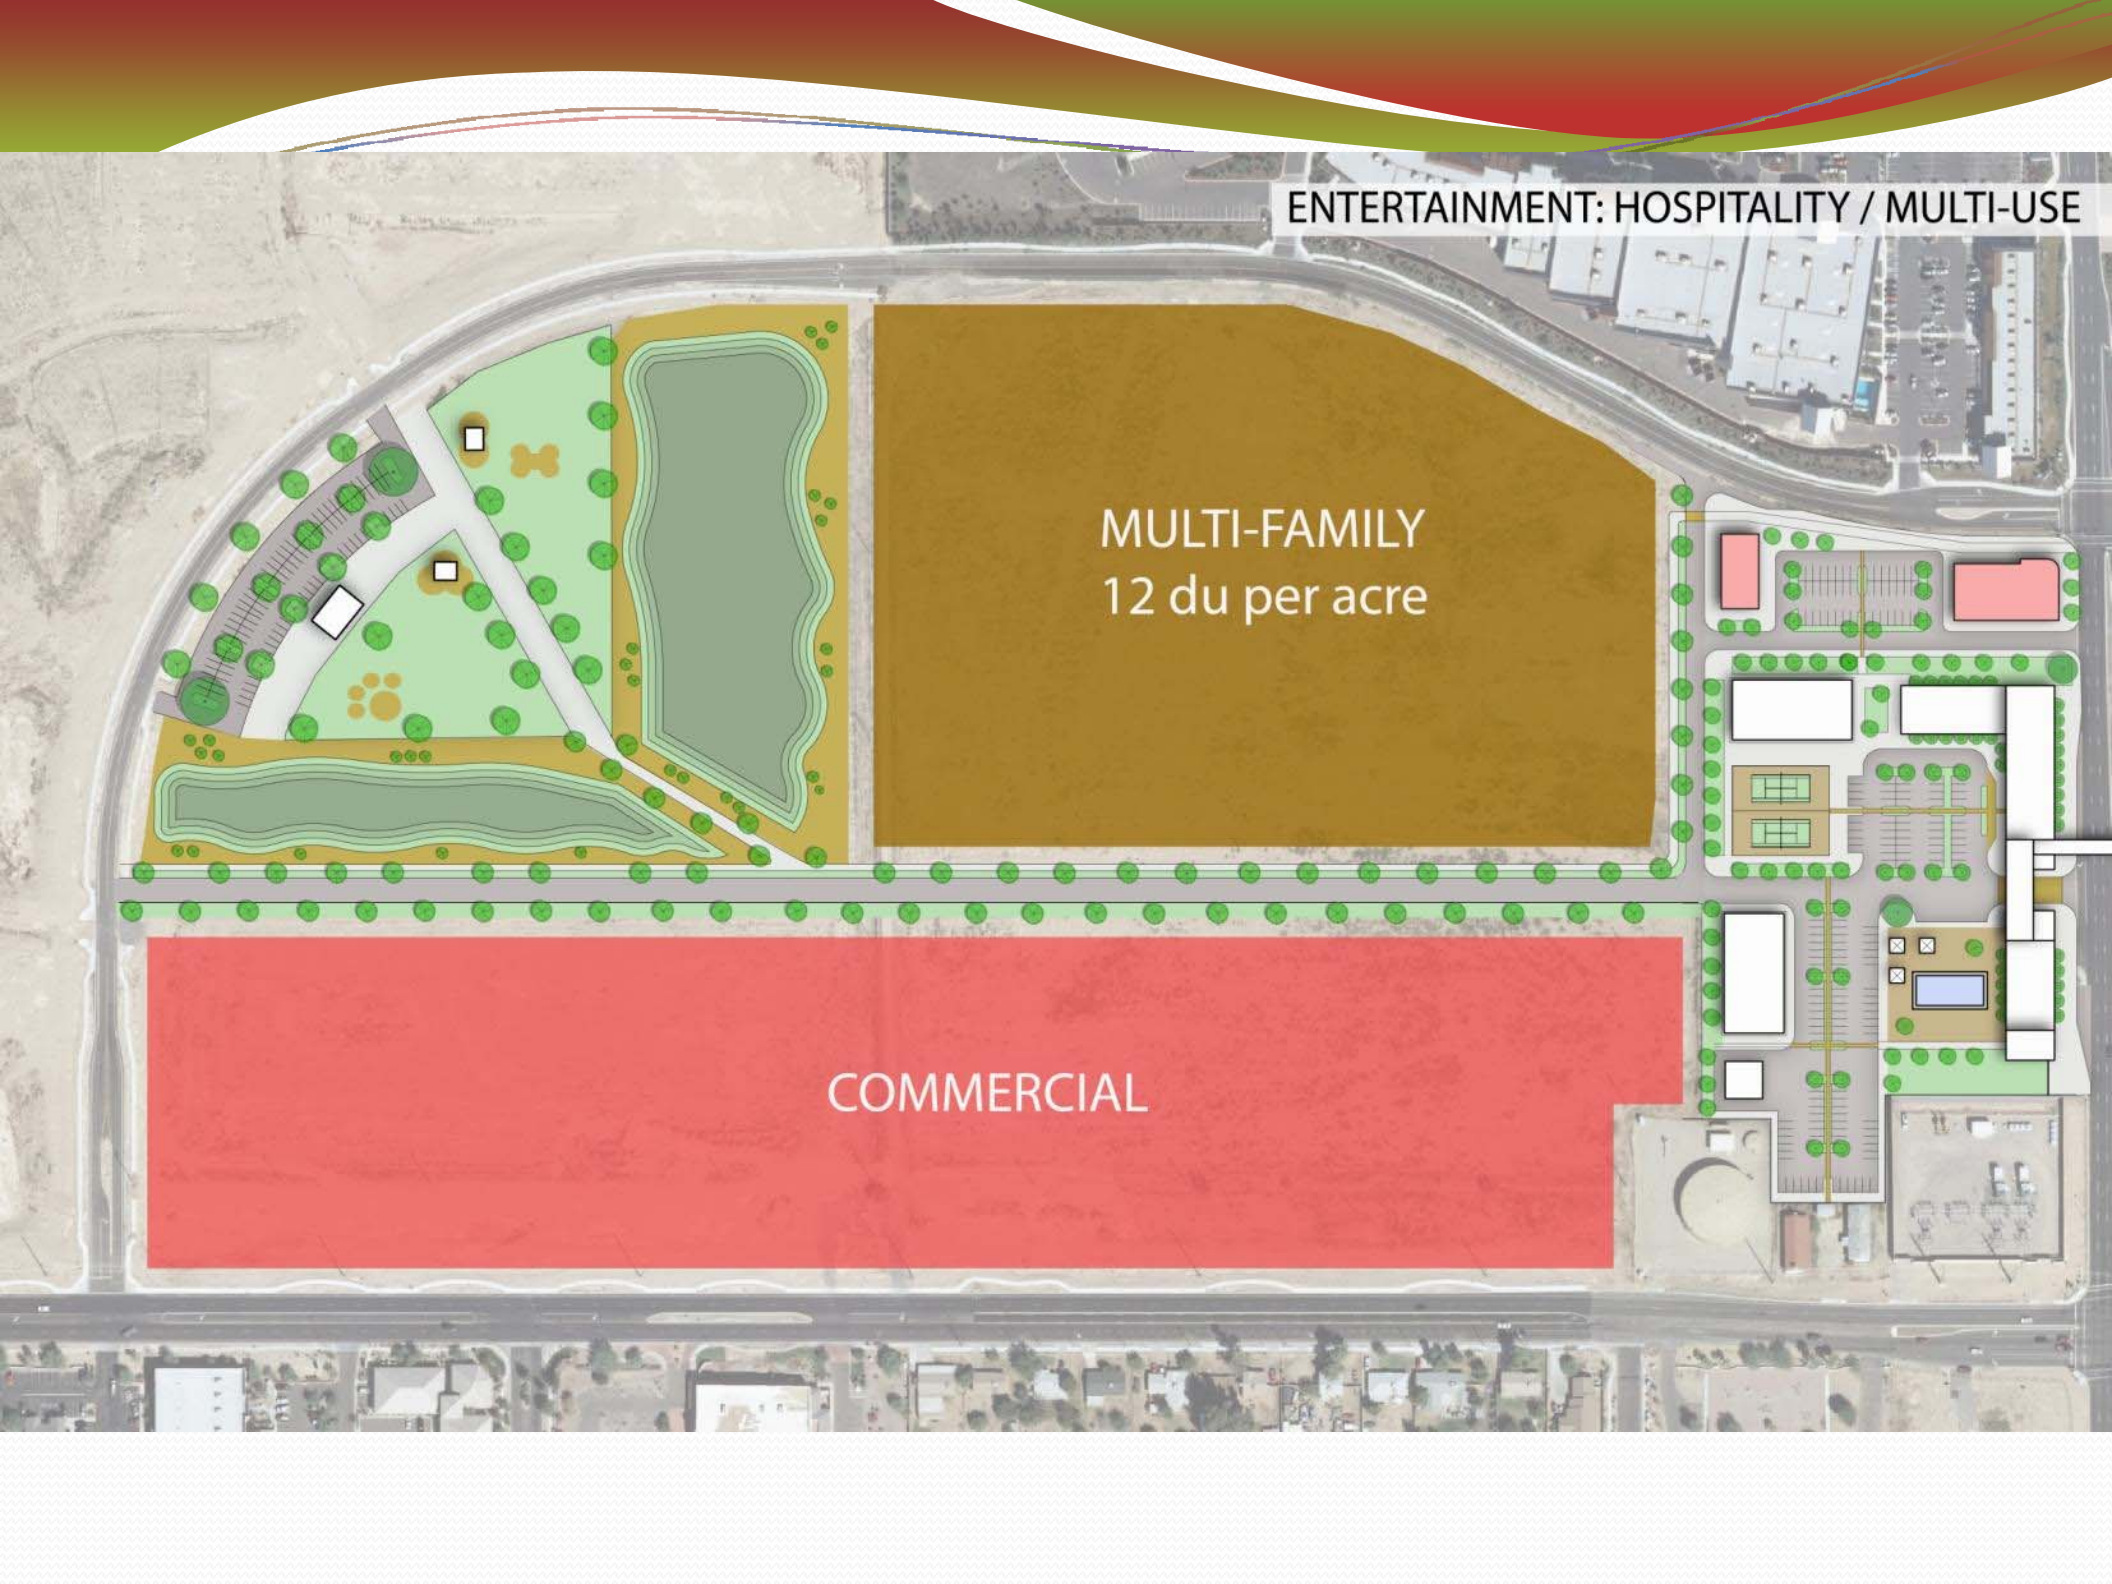 ENTERTAINMENT: HOSPITALITY / MULTI-USE
MULTI-FAMILY
12 du per acre
COMMERCIAL